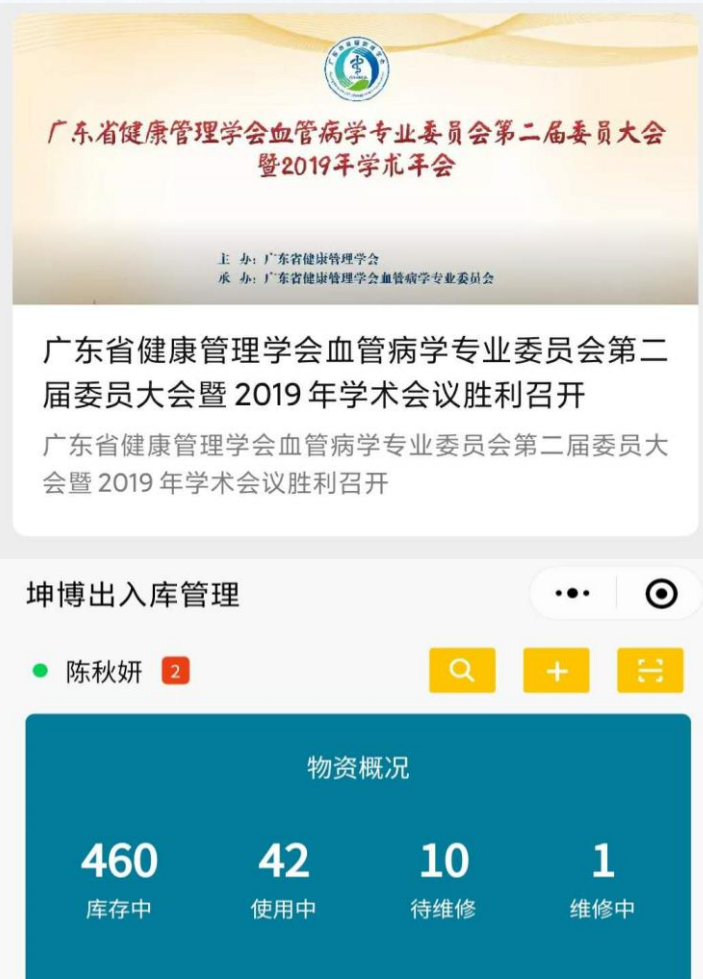 广东省健康管理学会血管病学专业委员会第二届委员大会
暨2019年学术年会
主 办：广东省健康管理学会
承 办：广东省健康管理学会血管病学专业委员会
广东省健康管理学会血管病学专业委员会第二
届委员大会暨 2019 年学术会议胜利召开
广东省健康管理学会血管病学专业委员会第二届委员大
会暨 2019 年学术会议胜利召开
坤博出入库管理
陈秋妍 2
物资概况
460 42 10 1
库存中 使用中 待维修 维修中